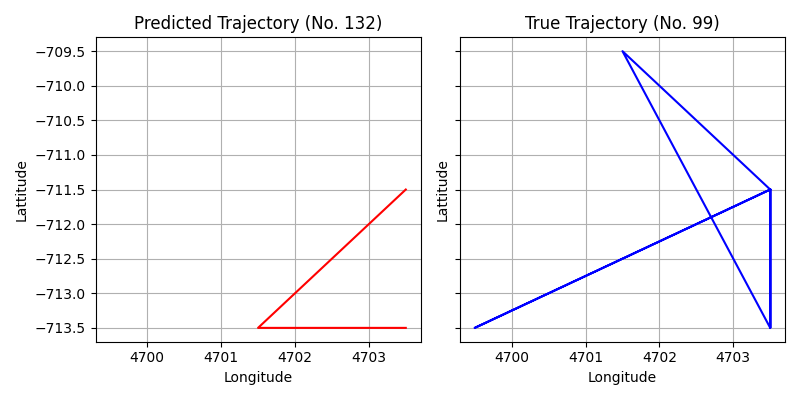 Predicted Trajectory (No. 132)
True Trajectory (No. 99)
−709.5
−710.0
−710.5
−711.0
−711.5
−712.0
−712.5
−713.0
−713.5
Lattitude
Lattitude
4700 4701 4702 4703
4700 4701 4702 4703
Longitude
Longitude